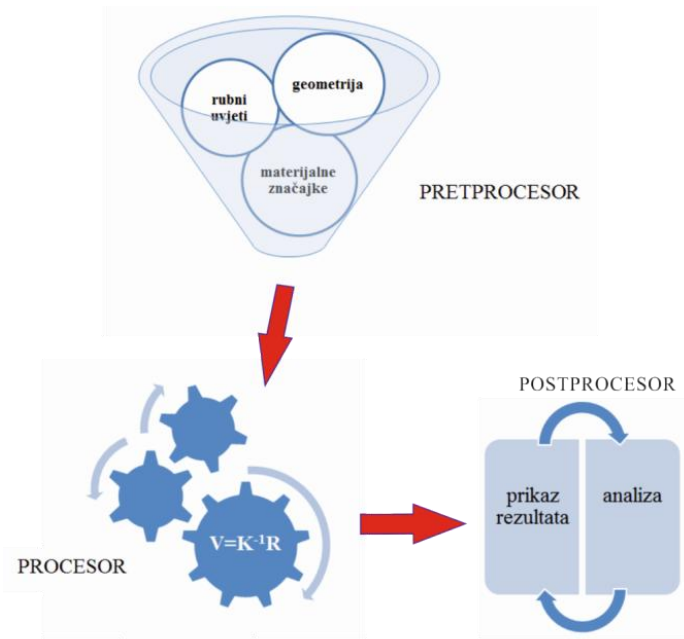 rubni
uvjeti
geometrija
materijalne
značajke
PRETPROCESOR
V=K⁻¹R
PROCESOR
POSTPROCESOR
prikaz
rezultata
analiza